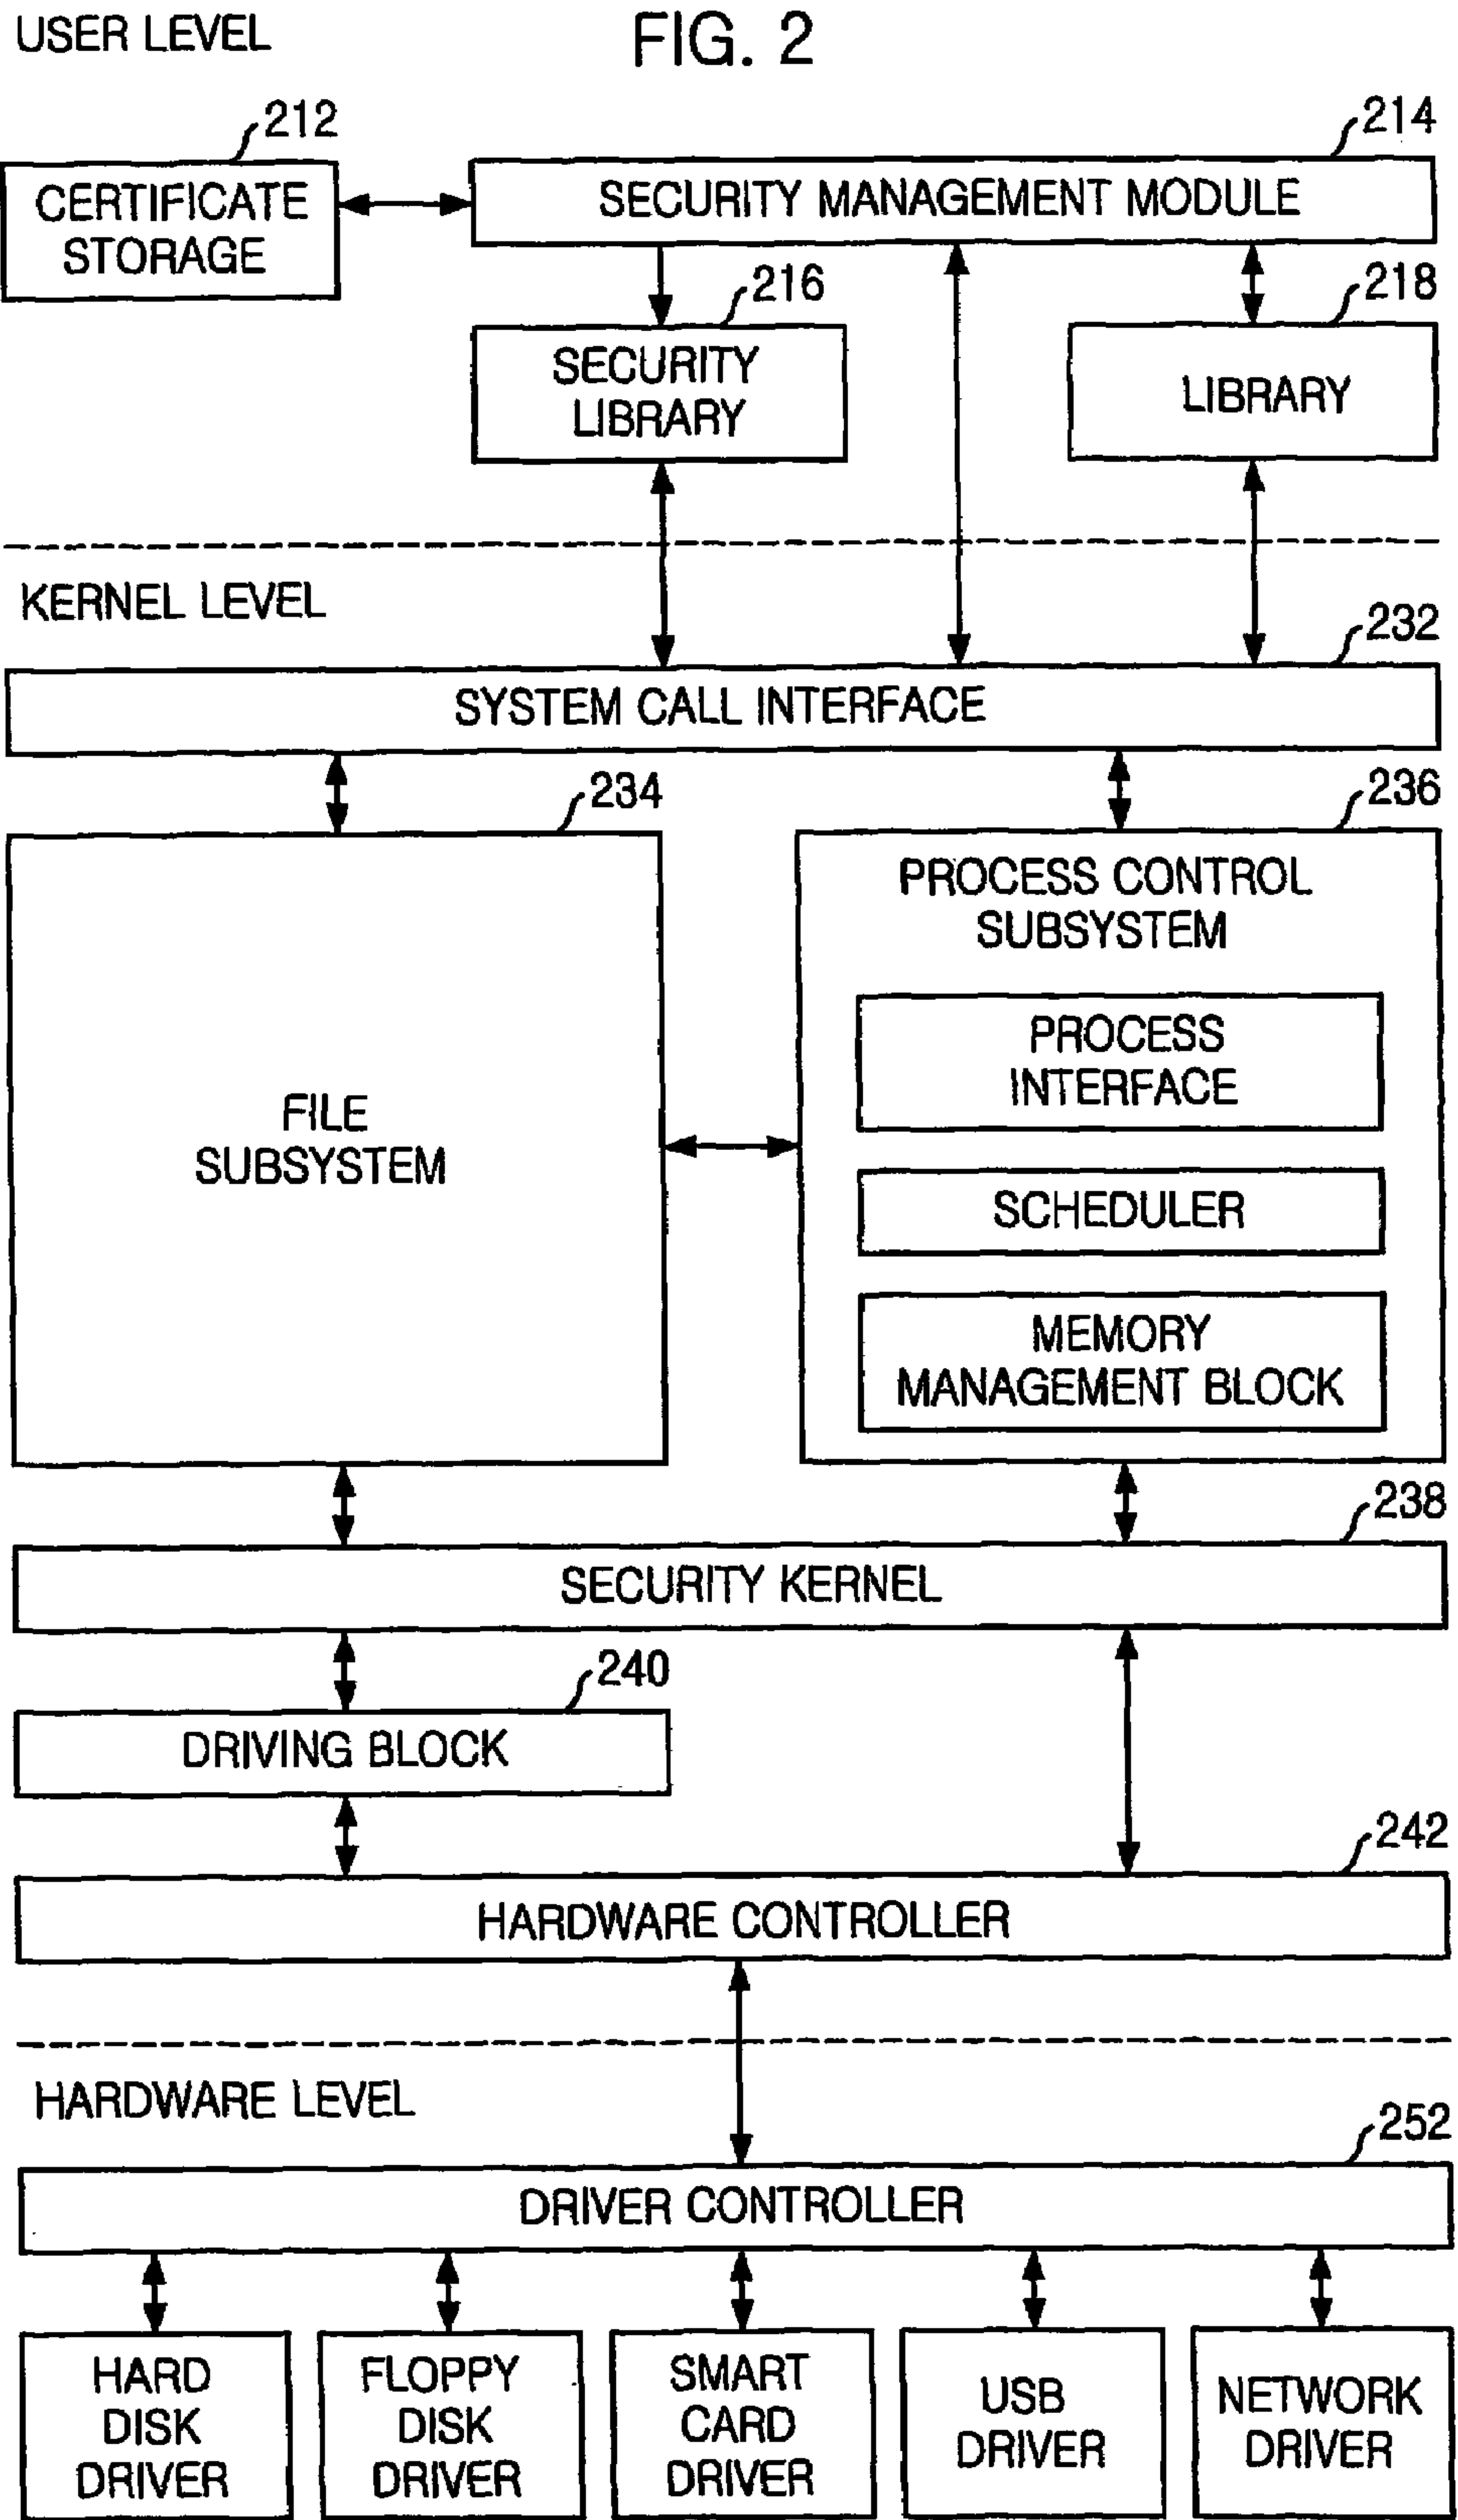 USER LEVEL
FIG. 2
212
214
CERTIFICATE
STORAGE
SECURITY MANAGEMENT MODULE
216
218
SECURITY
LIBRARY
LIBRARY
KERNEL LEVEL
232
SYSTEM CALL INTERFACE
234
236
FILE
SUBSYSTEM
PROCESS CONTROL
SUBSYSTEM
PROCESS
INTERFACE
SCHEDULER
MEMORY
MANAGEMENT BLOCK
238
SECURITY KERNEL
240
DRIVING BLOCK
242
HARDWARE CONTROLLER
HARDWARE LEVEL
252
DRIVER CONTROLLER
HARD
DISK
DRIVER
FLOPPY
DISK
DRIVER
SMART
CARD
DRIVER
USB
DRIVER
NETWORK
DRIVER